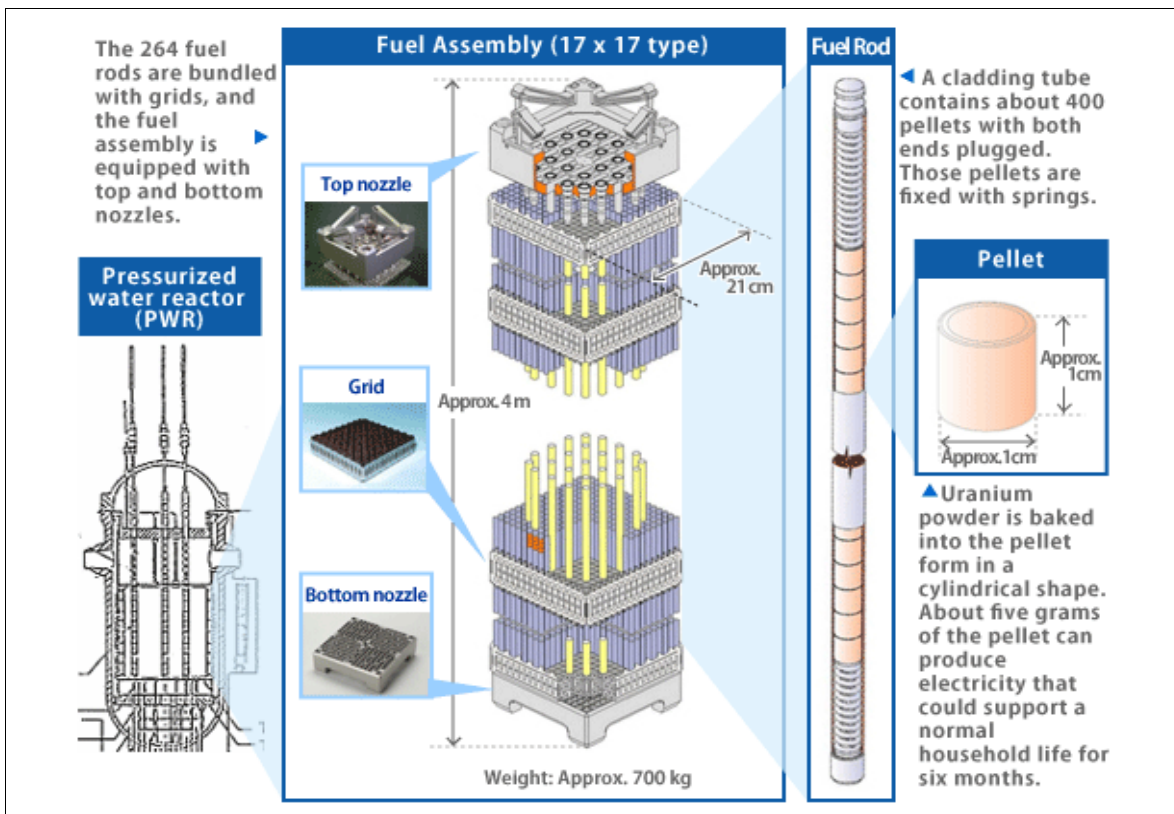 The 264 fuel
rods are bundled
with grids, and
the fuel
assembly is
equipped with
top and bottom
nozzles.
Pressurized
water reactor
(PWR)
Fuel Assembly (17 x 17 type)
Top nozzle
Approx.
21 cm
Grid
Approx. 4 m
Bottom nozzle
Weight: Approx. 700 kg
Fuel Rod
A cladding tube
contains about 400
pellets with both
ends plugged.
Those pellets are
fixed with springs.
Pellet
Approx.
1cm
Approx.1cm
Uranium
powder is baked
into the pellet
form in a
cylindrical shape.
About five grams
of the pellet can
produce
electricity that
could support a
normal
household life for
six months.